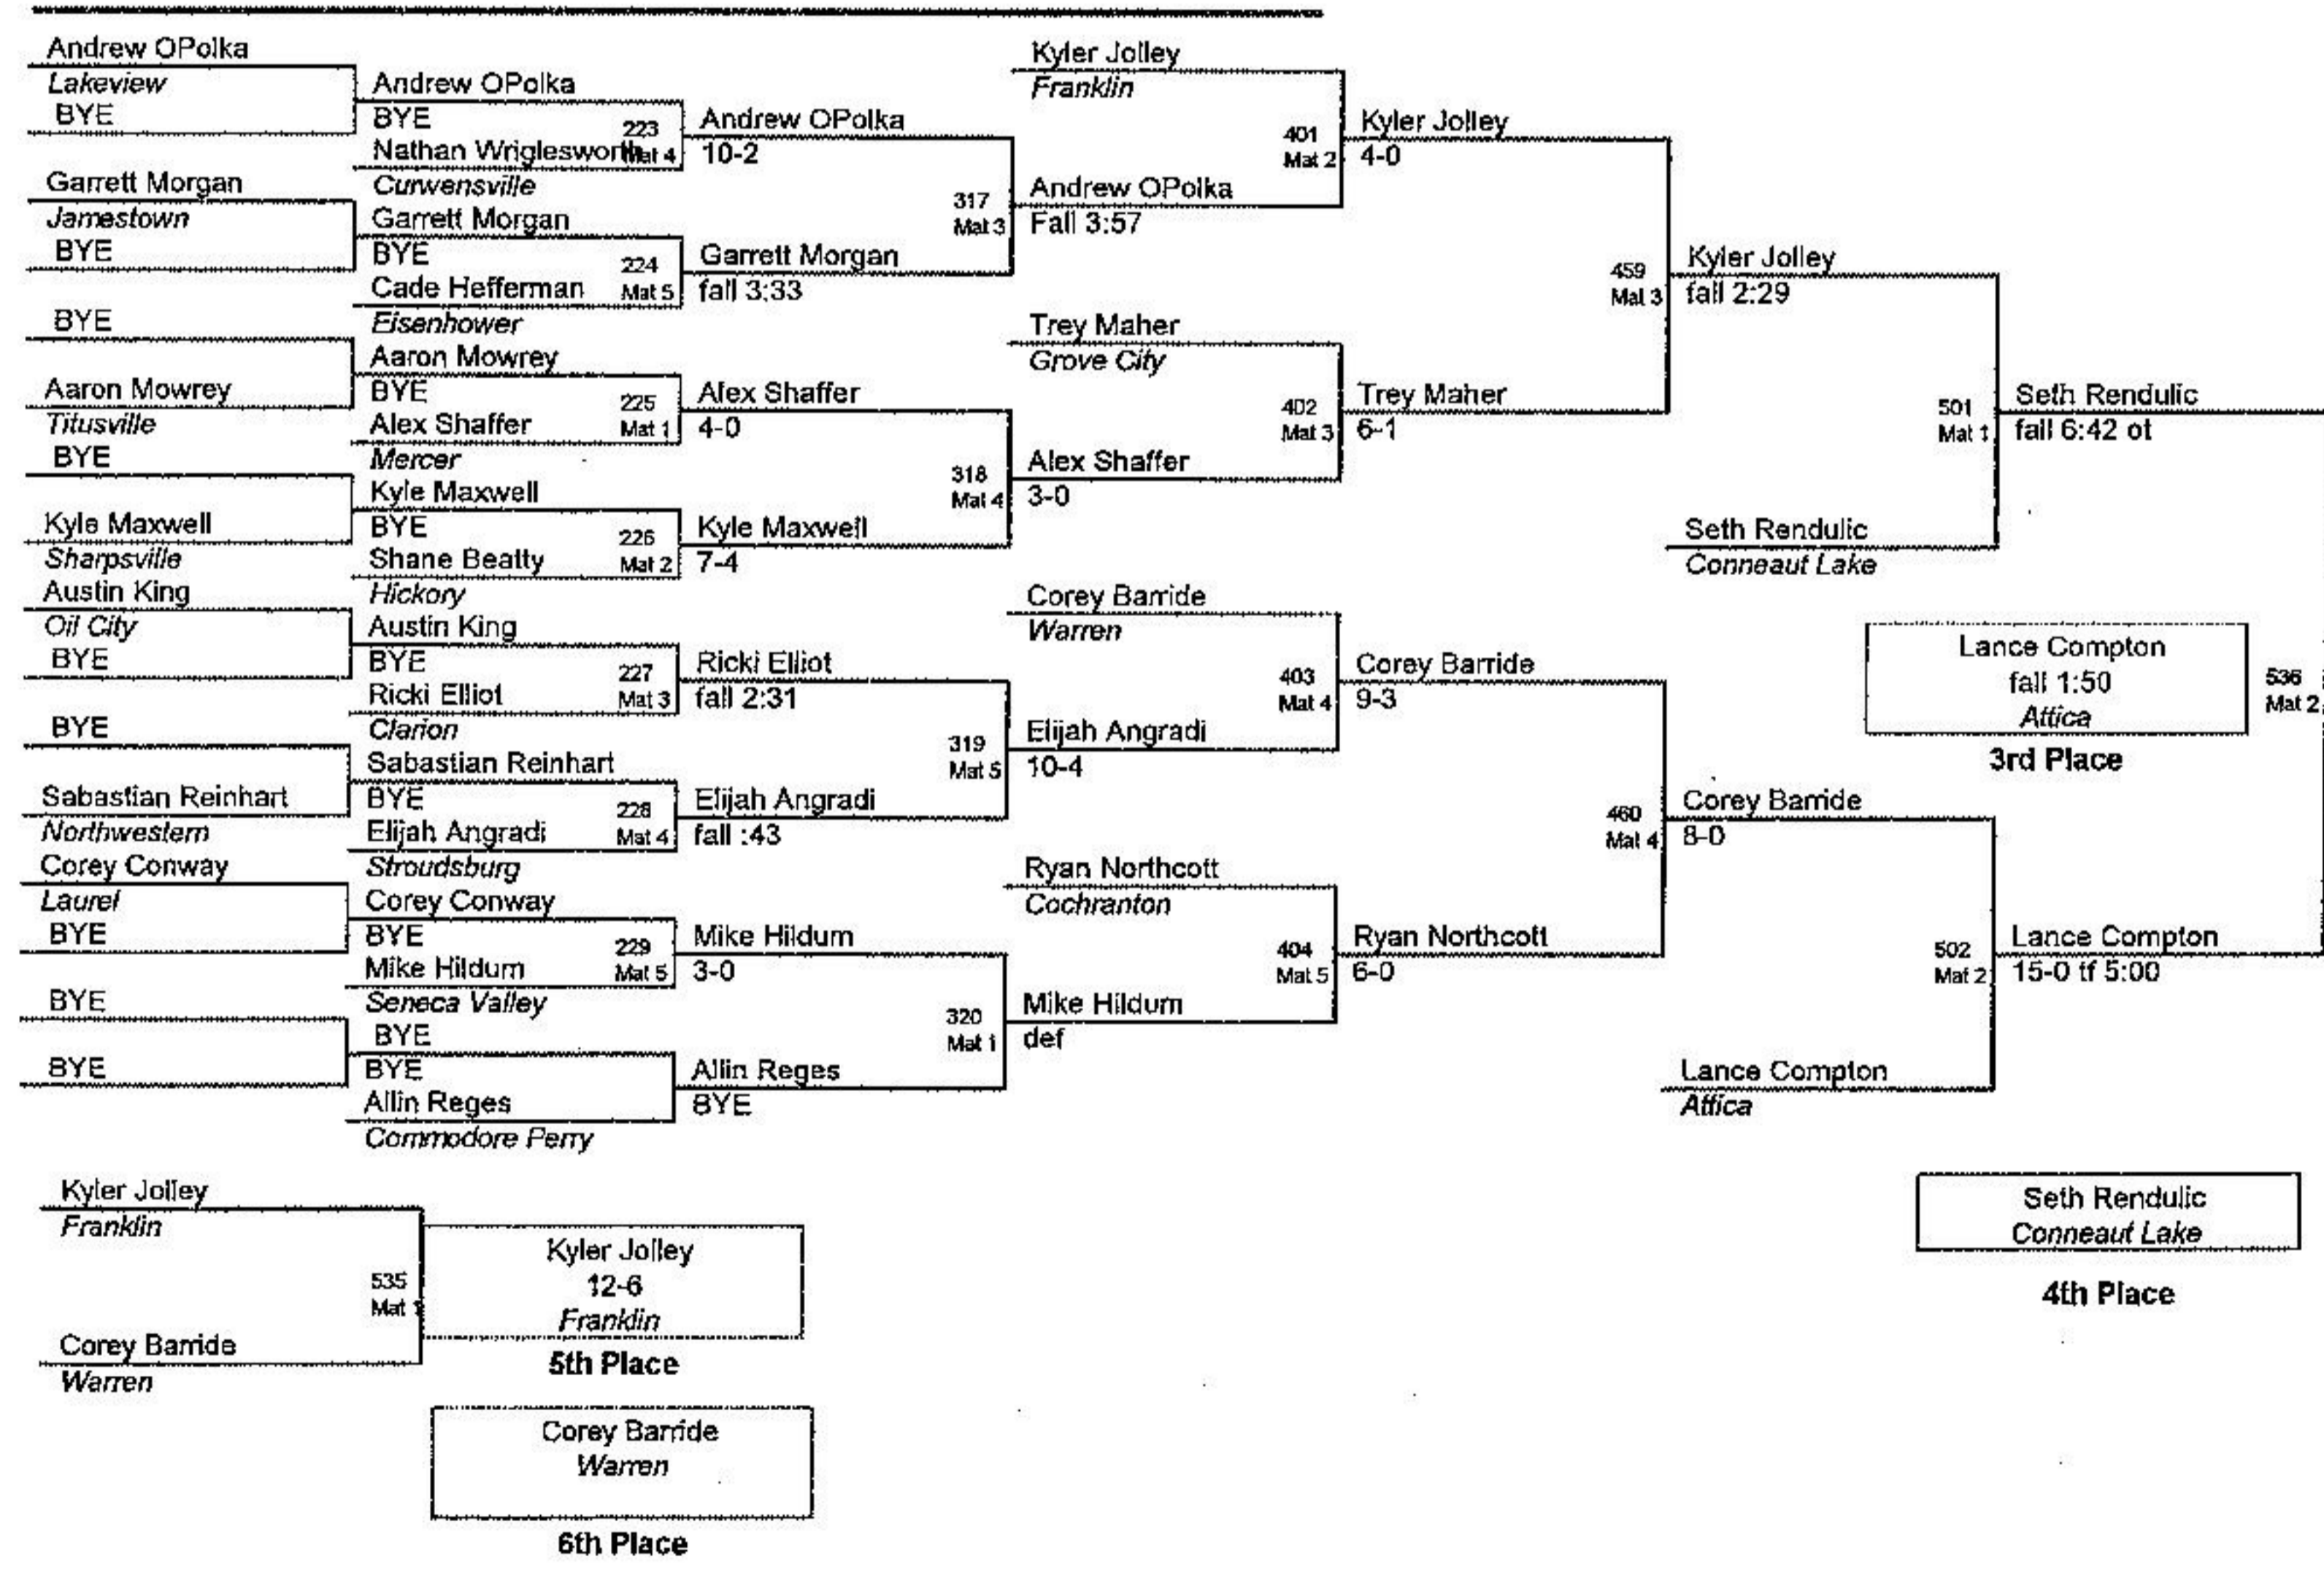 Andrew OPolka
Lakeview
BYE
Garrett Morgan
Jamestown
BYE
BYE
Aaron Mowrey
Titusville
BYE
Kyle Maxwell
Sharpsville
Austin King
Oil City
BYE
BYE
Sabastian Reinhart
Northwestern
Corey Conway
Laurel
BYE
BYE
BYE
Andrew OPolka
BYE
Nathan Wriglesworth
Curwensville
223
Mat 4
Garrett Morgan
BYE
Cade Hefferman
Eisenhower
224
Mat 5
Aaron Mowrey
BYE
Alex Shaffer
Mercer
225
Mat 1
Kyle Maxwell
BYE
Shane Beatty
Hickory
226
Mat 2
Austin King
BYE
Ricki Elliot
Clarion
227
Mat 3
Sabastian Reinhart
BYE
Elijah Angradi
Stroudsburg
228
Mat 4
Corey Conway
BYE
Mike Hildum
Seneca Valley
229
Mat 5
BYE
BYE
Allin Reges
Commodore Perry
Andrew OPolka
10-2
Garrett Morgan
fall 3:33
317
Mat 3
Alex Shaffer
4-0
Kyle Maxwell
7-4
318
Mat 4
Ricki Elliot
fall 2:31
Elijah Angradi
fall :43
319
Mat 5
Mike Hildum
3-0
Allin Reges
BYE
320
Mat 1
Kyler Jolley
Franklin
Andrew OPolka
Fall 3:57
401
Mat 2
Trey Maher
Grove City
Alex Shaffer
3-0
402
Mat 3
Corey Barride
Warren
Elijah Angradi
10-4
403
Mat 4
Ryan Northcott
Cochranton
Mike Hildum
def
404
Mat 5
Kyler Jolley
4-0
Trey Maher
6-1
459
Mat 3
Corey Barride
9-3
Ryan Northcott
6-0
460
Mat 4
Kyler Jolley
fall 2:29
Seth Rendulic
Conneaut Lake
501
Mat 1
Corey Barride
8-0
Lance Compton
Attica
502
Mat 2
Seth Rendulic
fall 6:42 ot
Lance Compton
15-0 tf 5:00
536
Mat 2
Lance Compton
fall 1:50
Attica
3rd Place
Seth Rendulic
Conneaut Lake
4th Place
Kyler Jolley
Franklin
Corey Barride
Warren
535
Mat 1
Kyler Jolley
12-6
Franklin
5th Place
Corey Barride
Warren
6th Place